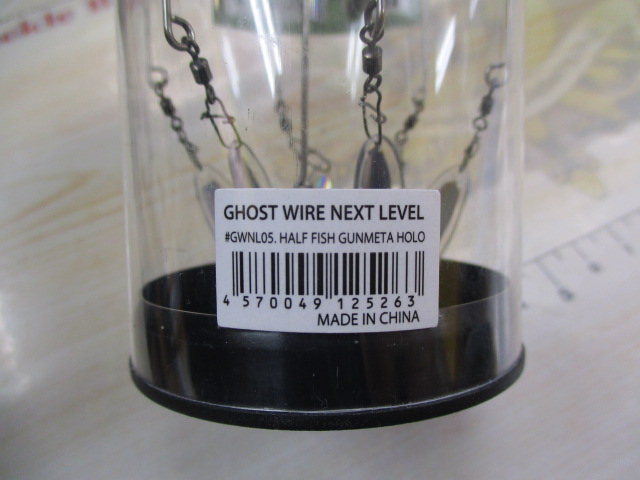 GHOST WIRE NEXT LEVEL
#GWNL05. HALF FISH GUNMETA HOLO
4 570049 125263
MADE IN CHINA